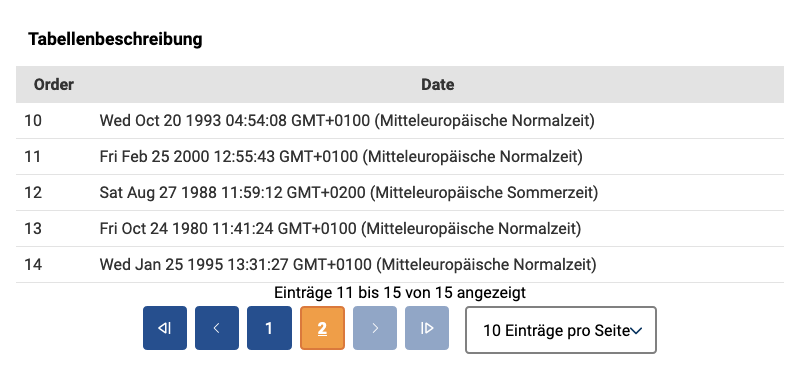 Tabellenbeschreibung
Order Date
10 Wed Oct 20 1993 04:54:08 GMT+0100 (Mitteleuropäische Normalzeit)
11 Fri Feb 25 2000 12:55:43 GMT+0100 (Mitteleuropäische Normalzeit)
12 Sat Aug 27 1988 11:59:12 GMT+0200 (Mitteleuropäische Sommerzeit)
13 Fri Oct 24 1980 11:41:24 GMT+0100 (Mitteleuropäische Normalzeit)
14 Wed Jan 25 1995 13:31:27 GMT+0100 (Mitteleuropäische Normalzeit)
Einträge 11 bis 15 von 15 angezeigt
1 2 10 Einträge pro Seite